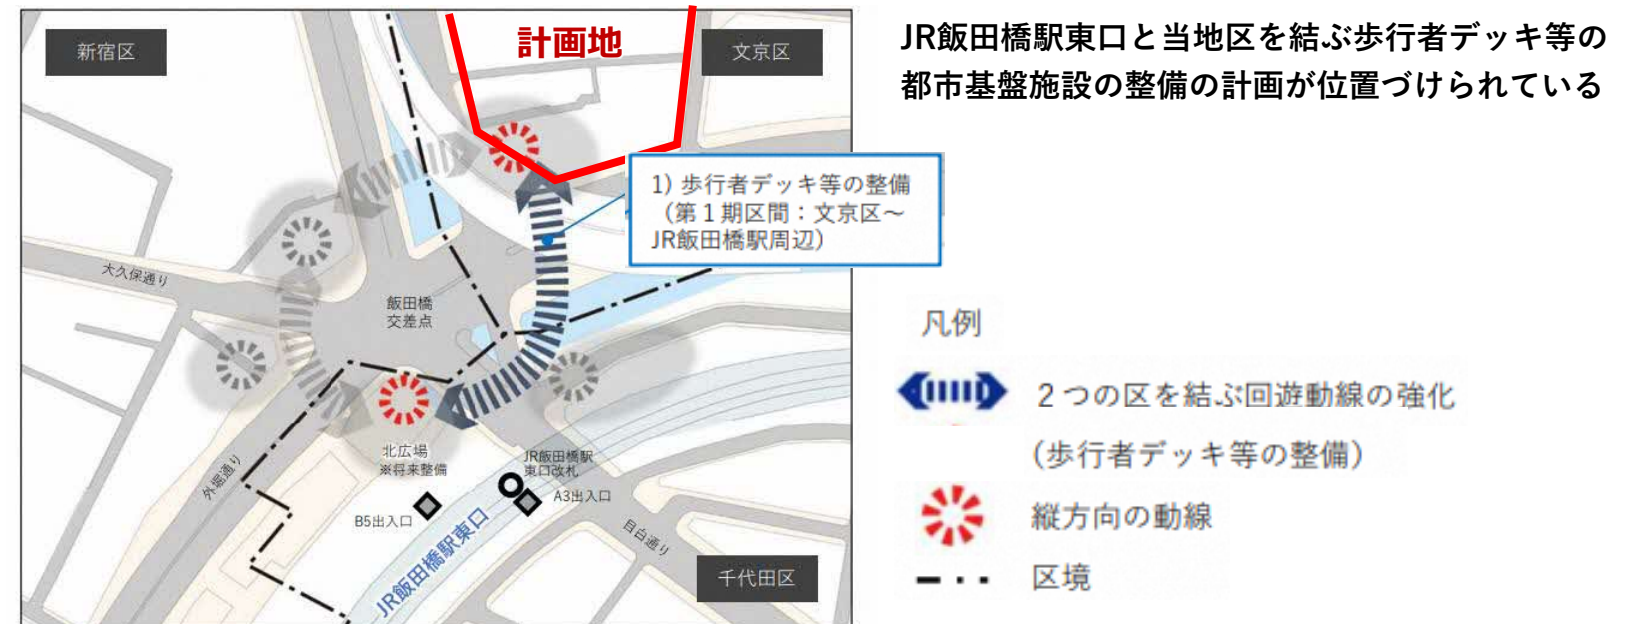 JR飯田橋駅東口と当地区を結ぶ歩行者デッキ等の
都市基盤施設の整備の計画が位置づけられている
新宿区
計画地
文京区
1) 歩行者デッキ等の整備
(第1期区間:文京区～
JR飯田橋駅周辺)
大久保通り
飯田橋
交差点
北広場
※将来整備
外堀通り
JR飯田橋駅
東口改札
A3出入口
B5出入口
JR飯田橋駅東口
目白通り
千代田区
凡例
2つの区を結ぶ回遊動線の強化
(歩行者デッキ等の整備)
縦方向の動線
区境